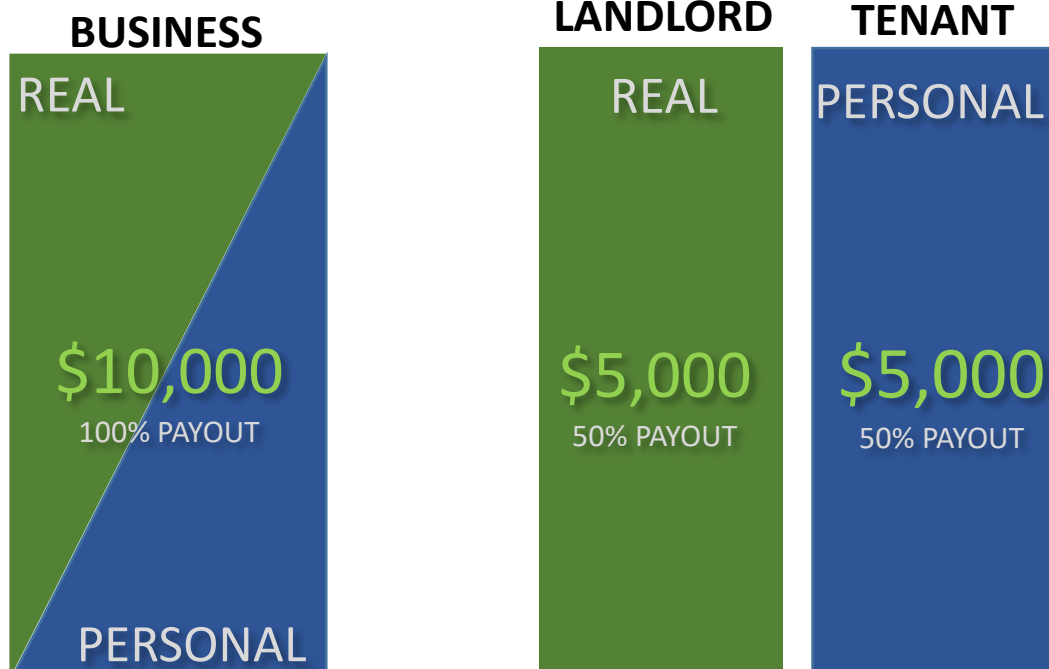 BUSINESS
REAL
$10,000
100% PAYOUT
PERSONAL
LANDLORD
REAL
$5,000
50% PAYOUT
TENANT
PERSONAL
$5,000
50% PAYOUT